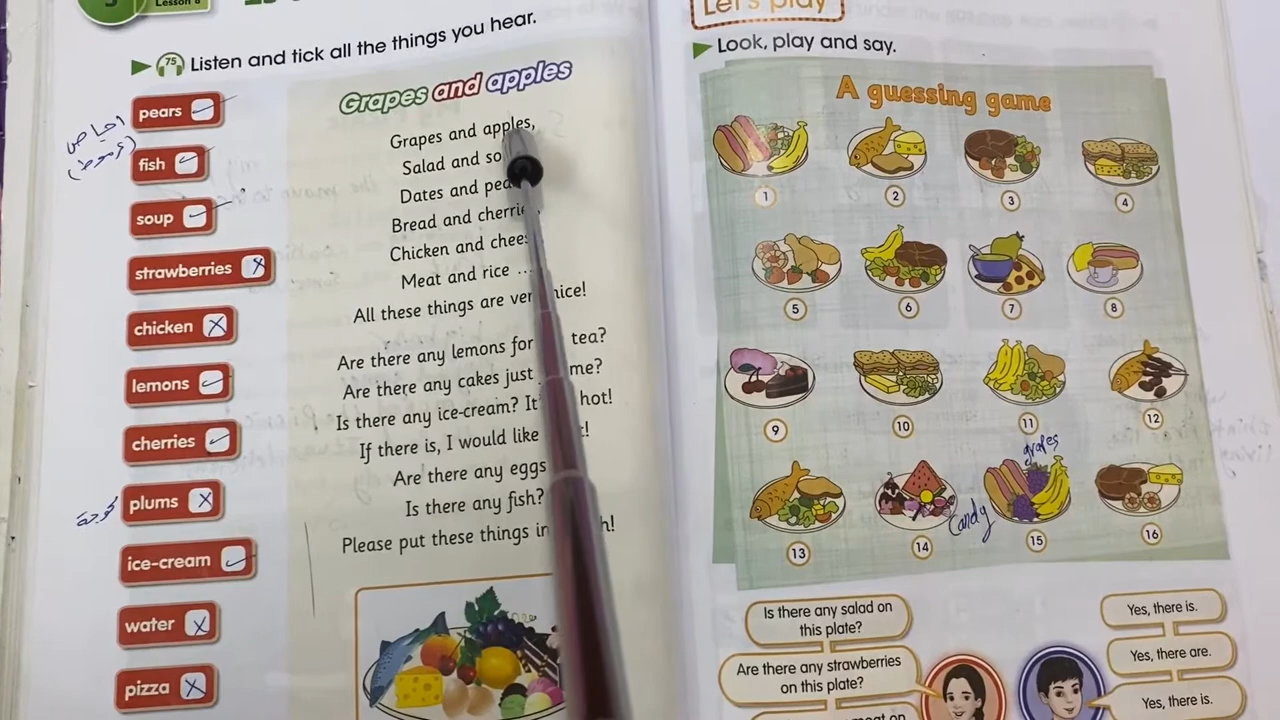 Lesson 8
75 Listen and tick all the things you hear.
pears
fish
soup
strawberries
chicken
lemons
cherries
plums
ice-cream
water
pizza
Grapes and apples
Grapes and apples,
Salad and
Dates and
Bread and
Chicken and
Meat and rice ...
All these things are nice!
Are there any lemons for tea?
Are there any cakes just me?
Is there any ice-cream? hot!
If there is, I would like
Are there any eggs
Is there any fish?
Please put these things in
Let's play
Look, play and say.
A guessing game
1
2
3
4
5
6
7
8
9
10
11
12
grapes
13
14
candy
15
16
Is there any salad on
this plate?
Are there any strawberries
on this plate?
on
Yes, there is.
Yes, there are.
Yes, there is.